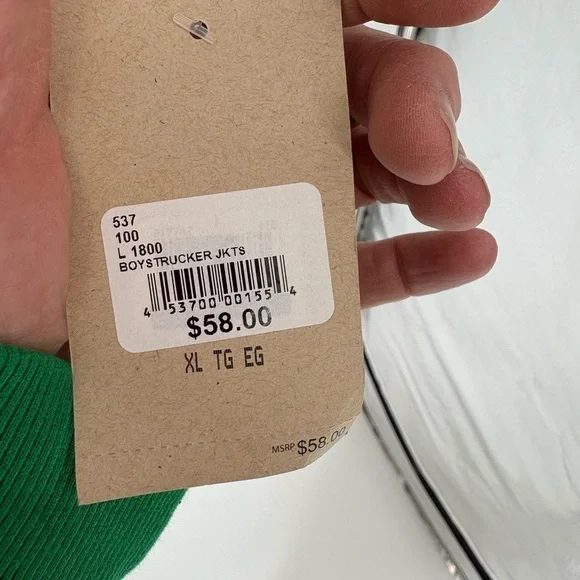 537
100
L 1800
BOYSTRUCKER JKTS
4 53700 00155 4
$58.00
XL TG EG
MSRP $58.00